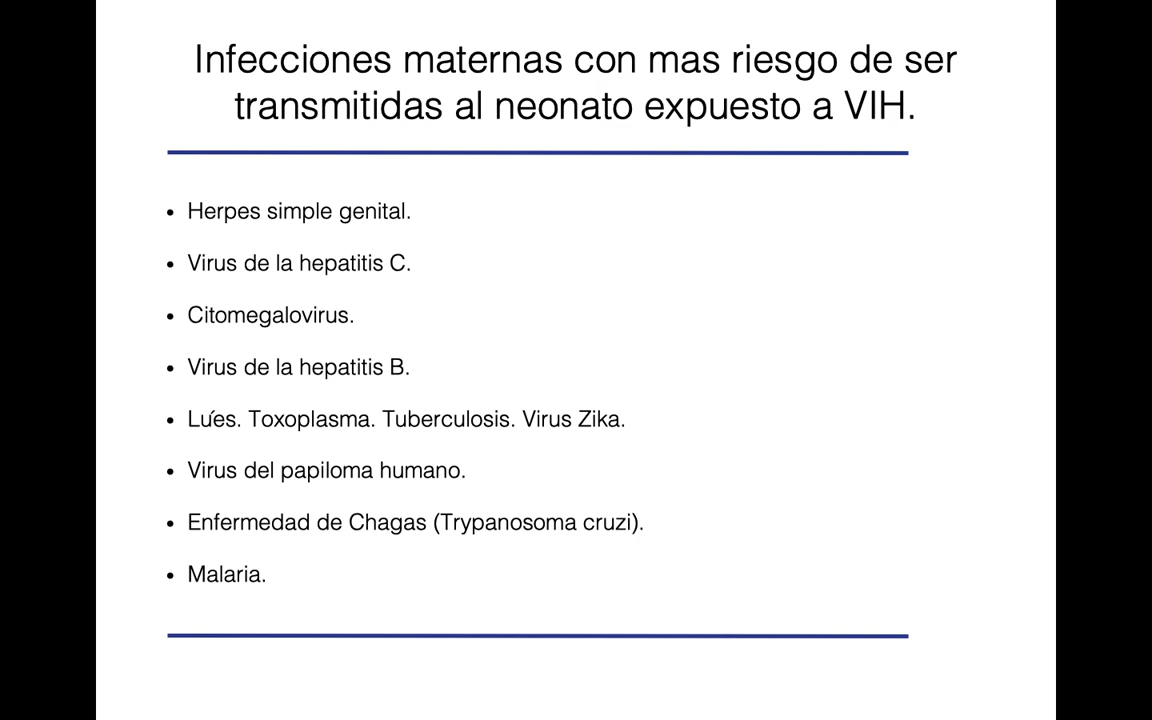 Infecciones maternas con mas riesgo de ser
transmitidas al neonato expuesto a VIH.
• Herpes simple genital.
• Virus de la hepatitis C.
• Citomegalovirus.
• Virus de la hepatitis B.
• Luíes. Toxoplasma. Tuberculosis. Virus Zika.
• Virus del papiloma humano.
• Enfermedad de Chagas (Trypanosoma cruzi).
• Malaria.